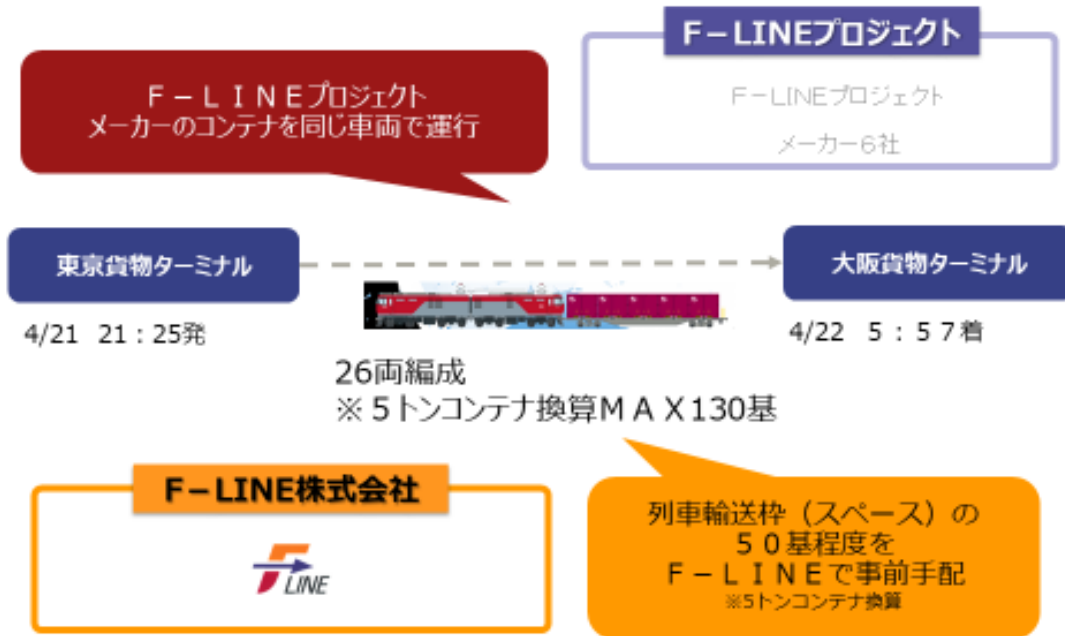 F－LINEプロジェクト
F－LINEプロジェクト
メーカー6社
F－ＬＩＮＥプロジェクト
メーカーのコンテナを同じ車両で運行
東京貨物ターミナル
大阪貨物ターミナル
4/21 21：25発
4/22 5：５７着
26両編成
※５トンコンテナ換算ＭＡＸ130基
F－LINE株式会社
F LINE
列車輸送枠（スペース）の
５０基程度を
Ｆ－ＬＩＮＥで事前手配
※5トンコンテナ換算